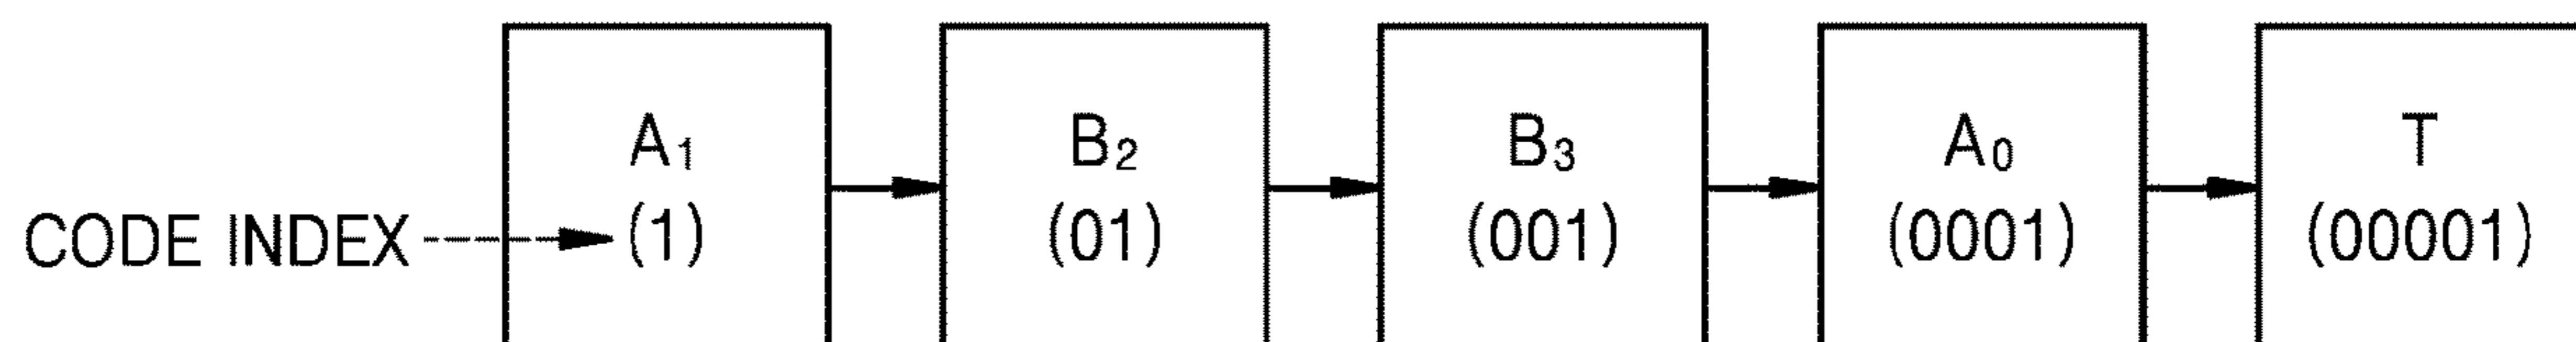 A₁ B₂ B₃ A₀ T
CODE INDEX (1) (01) (001) (0001) (00001)